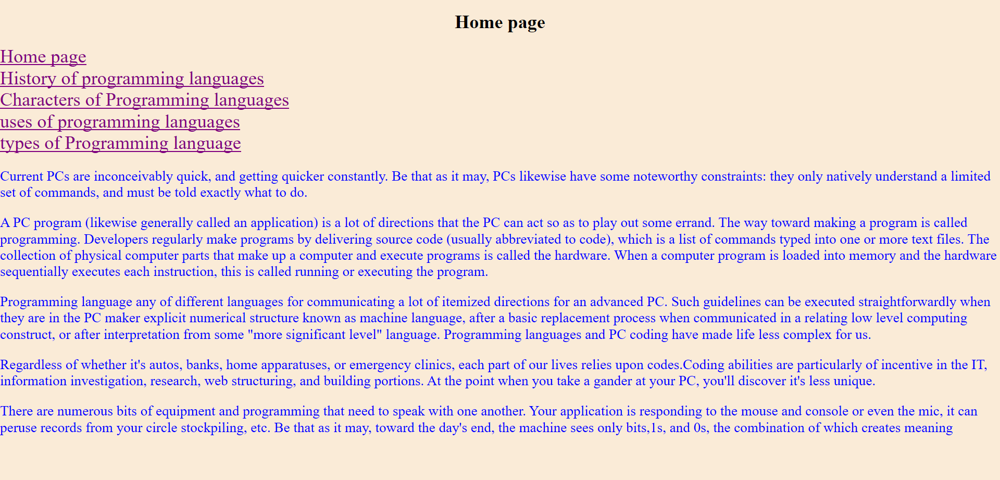 Home page
Home page
History of programming languages
Characters of Programming languages
uses of programming languages
types of Programming language
Current PCs are inconceivably quick, and getting quicker constantly. Be that as it may, PCs likewise have some noteworthy constraints: they only natively understand a limited
set of commands, and must be told exactly what to do.
A PC program (likewise generally called an application) is a lot of directions that the PC can act so as to play out some errand. The way toward making a program is called
programming. Developers regularly make programs by delivering source code (usually abbreviated to code), which is a list of commands typed into one or more text files. The
collection of physical computer parts that make up a computer and execute programs is called the hardware. When a computer program is loaded into memory and the hardware
sequentially executes each instruction, this is called running or executing the program.
Programming language any of different languages for communicating a lot of itemized directions for an advanced PC. Such guidelines can be executed straightforwardly when
they are in the PC maker explicit numerical structure known as machine language, after a basic replacement process when communicated in a relating low level computing
construct, or after interpretation from some "more significant level" language. Programming languages and PC coding have made life less complex for us.
Regardless of whether it's autos, banks, home apparatuses, or emergency clinics, each part of our lives relies upon codes.Coding abilities are particularly of incentive in the IT,
information investigation, research, web structuring, and building portions. At the point when you take a gander at your PC, you'll discover it's less unique.
There are numerous bits of equipment and programming that need to speak with one another. Your application is responding to the mouse and console or even the mic, it can
peruse records from your circle stockpiling, etc. Be that as it may, toward the day's end, the machine sees only bits,1s, and 0s, the combination of which creates meaning